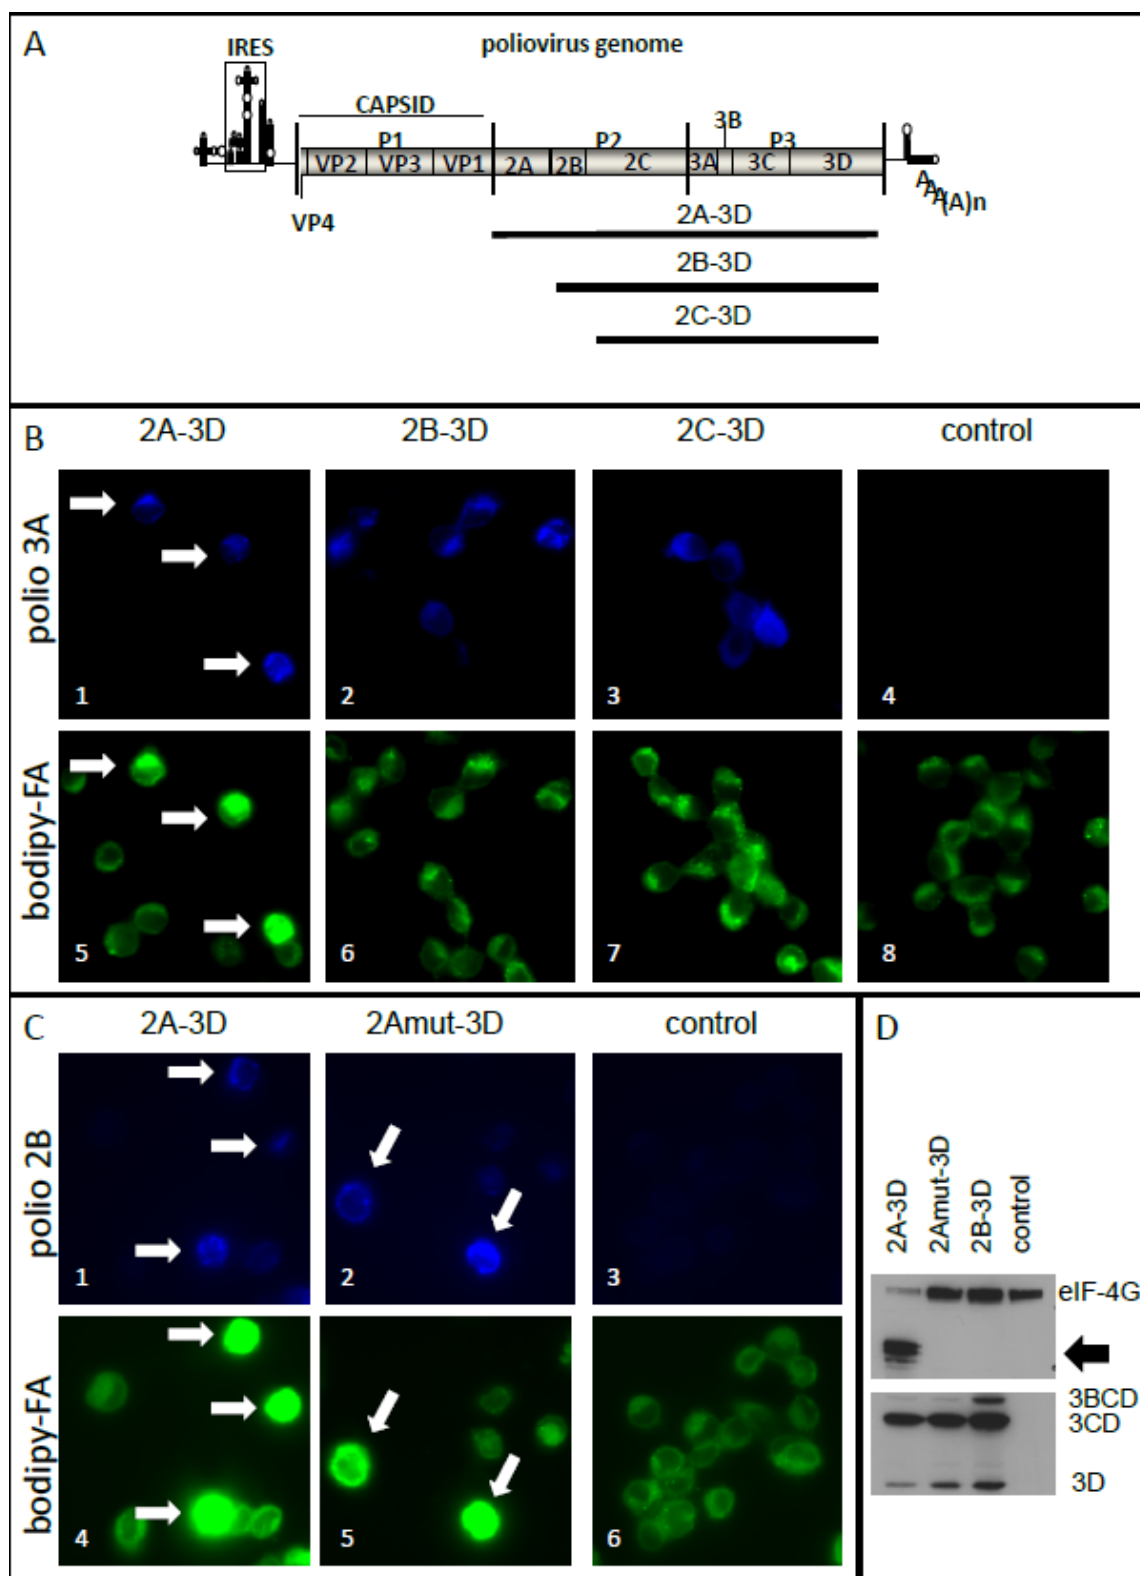 A
IRES
poliovirus genome
CAPSID
3B
P1
P2
P3
VP2 VP3 VP1 2A 2B 2C 3A 3C 3D
VP4
AAA(A)n
2A-3D
2B-3D
2C-3D
B
2A-3D 2B-3D 2C-3D control
polio 3A
1 2 3 4
bodipy-FA
5 6 7 8
C
2A-3D 2Amut-3D control
polio 2B
1 2 3
bodipy-FA
4 5 6
D
2A-3D
2Amut-3D
2B-3D
control
eIF-4G
3BCD
3CD
3D